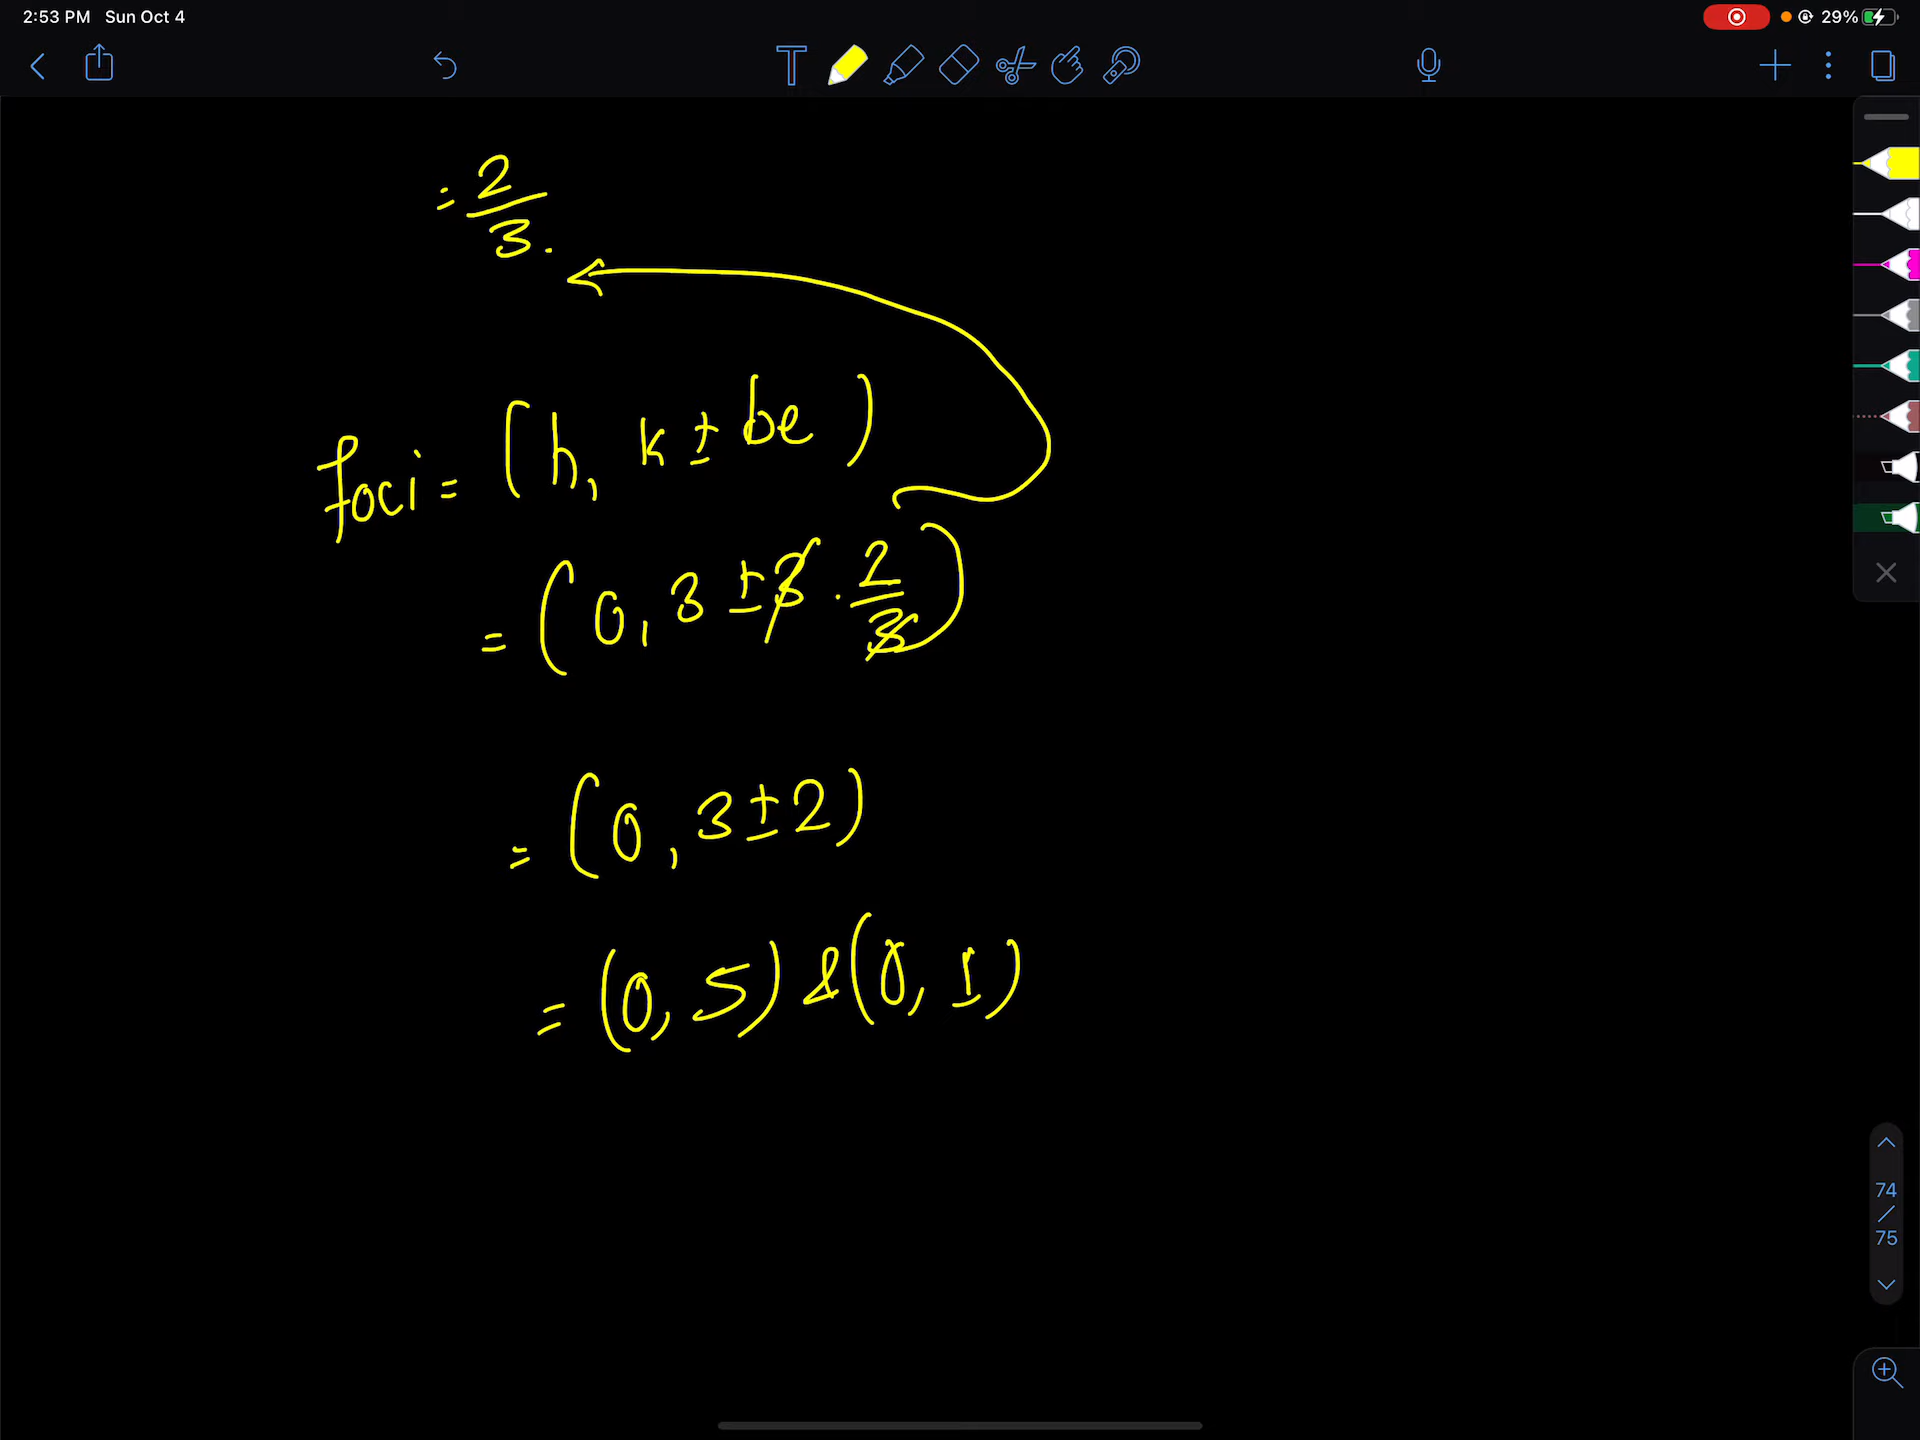 2:53 PM Sun Oct 4 29%
= 2/3.
foci = (h, k ± be)
= (0, 3 ± 3 · 2/3)
= (0, 3 ± 2)
= (0, 5) & (0, 1)
74
/
75